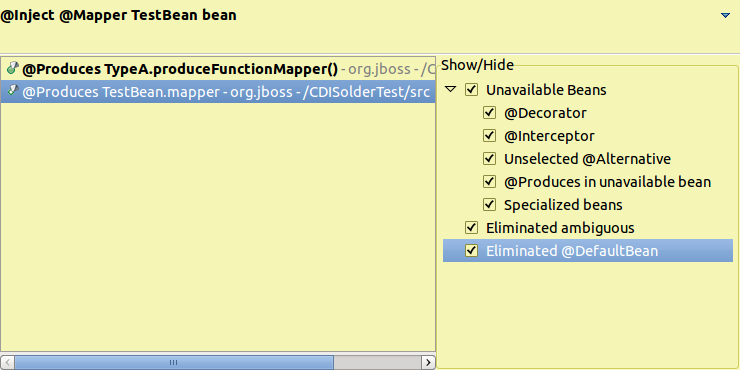 @Inject @Mapper TestBean bean
@Produces TypeA.produceFunctionMapper() - org.jboss - /C
@Produces TestBean.mapper - org.jboss - /CDISolderTest/src
Show/Hide
Unavailable Beans
@Decorator
@Interceptor
Unselected @Alternative
@Produces in unavailable bean
Specialized beans
Eliminated ambiguous
Eliminated @DefaultBean